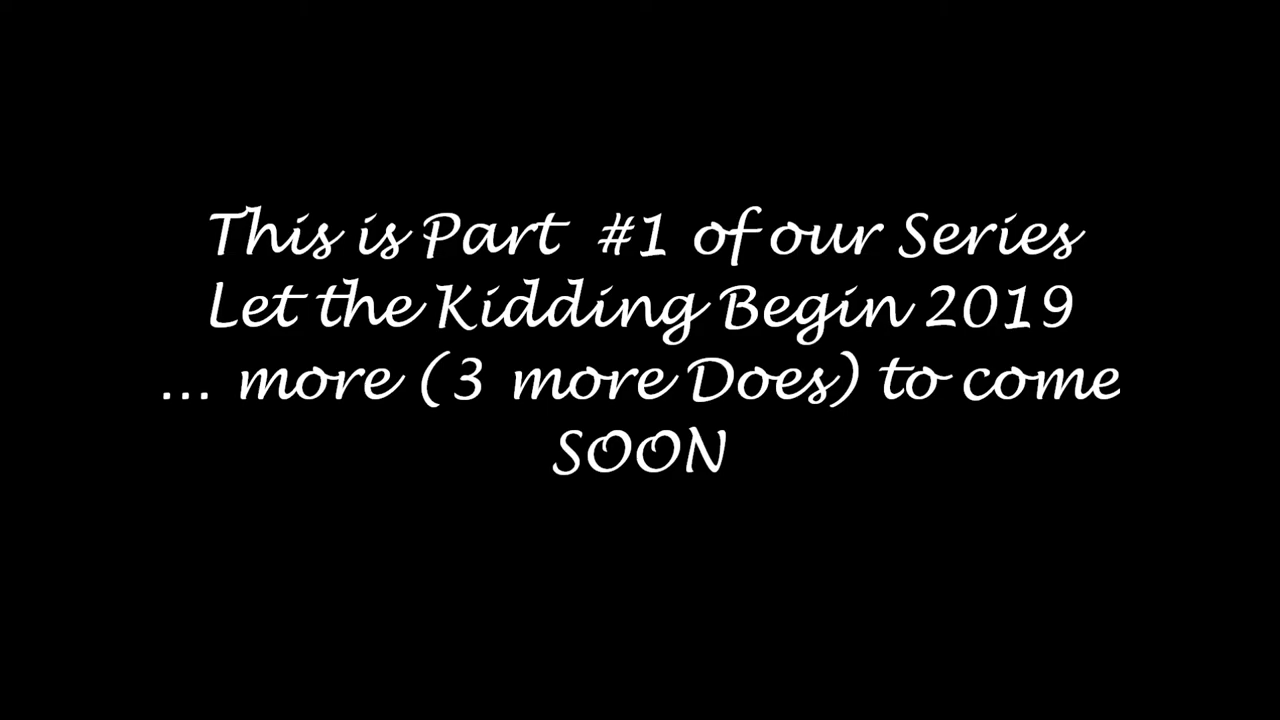 This is Part #1 of our Series
Let the Kidding Begin 2019
... more (3 more Does) to come
SOON